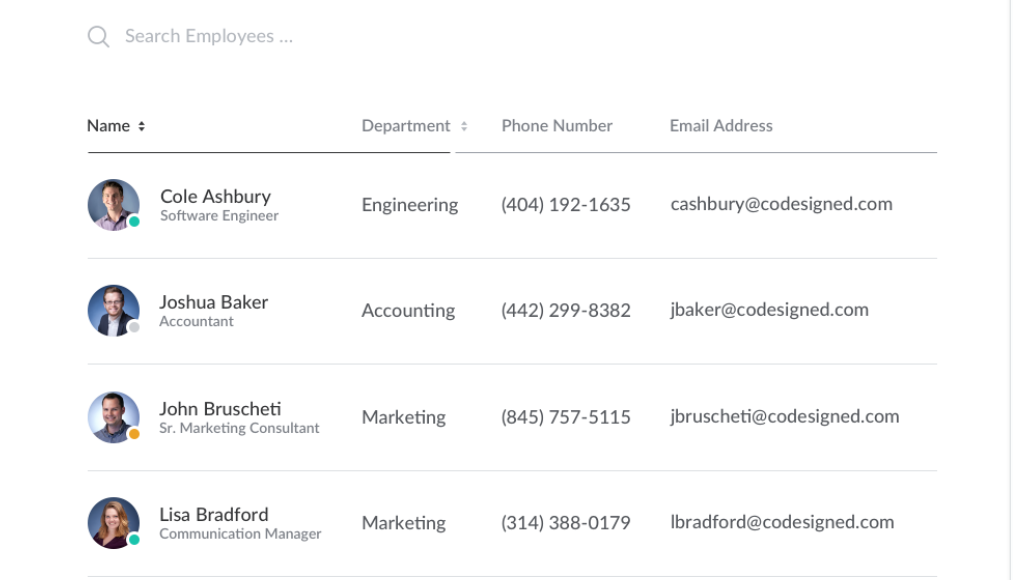 Search Employees ...
Name Department Phone Number Email Address
Cole Ashbury
Software Engineer
Engineering (404) 192-1635 cashbury@codesigned.com
Joshua Baker
Accountant
Accounting (442) 299-8382 jbaker@codesigned.com
John Bruscheti
Sr. Marketing Consultant
Marketing (845) 757-5115 jbruscheti@codesigned.com
Lisa Bradford
Communication Manager
Marketing (314) 388-0179 lbradford@codesigned.com